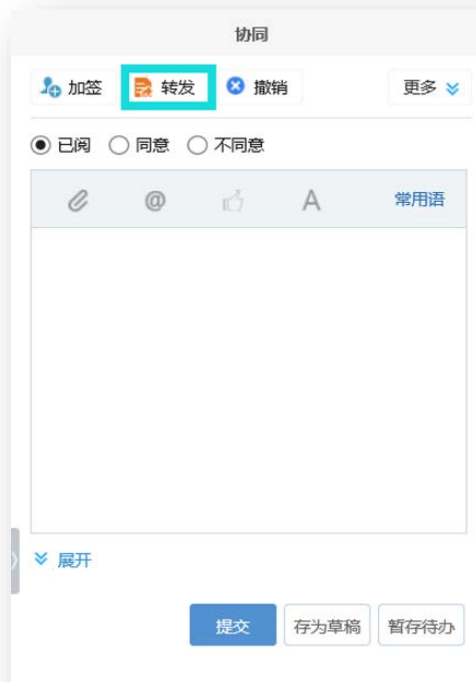 协同
加签 转发 撤销 更多
已阅 同意 不同意
@ A 常用语
展开
提交 存为草稿 暂存待办